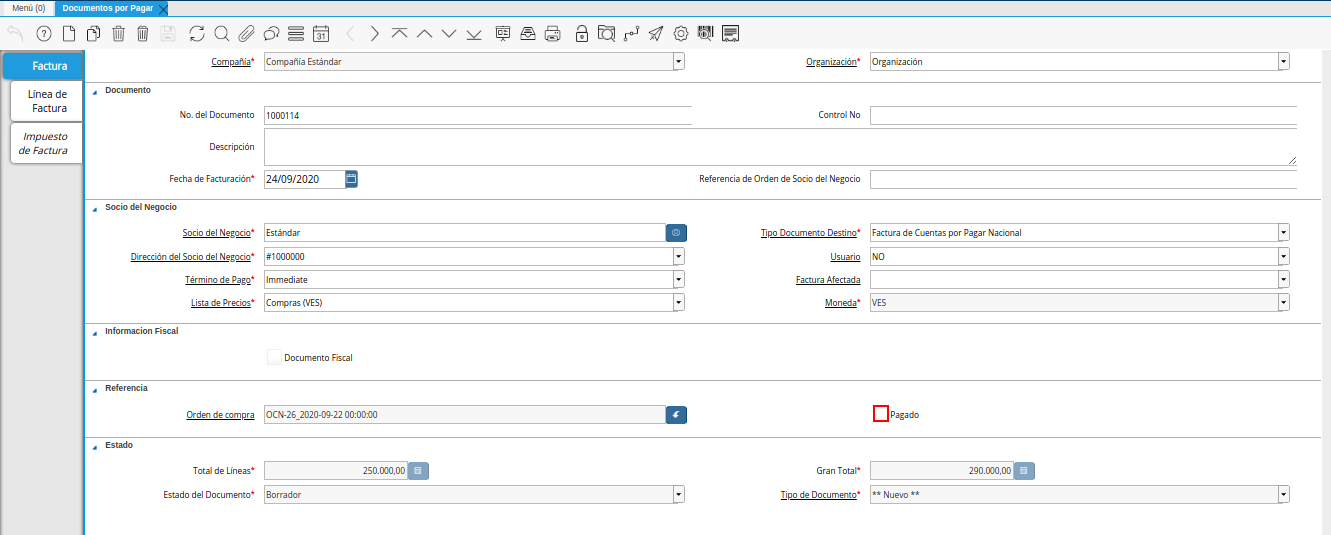 Menú (0) Documentos por Pagar
31
Factura
Línea de
Factura
Impuesto
de Factura
Compañía* Compañía Estándar Organización* Organización
Documento
No. del Documento 1000114 Control No
Descripción
Fecha de Facturación* 24/09/2020 Referencia de Orden de Socio del Negocio
Socio del Negocio
Socio del Negocio* Estándar Tipo Documento Destino* Factura de Cuentas por Pagar Nacional
Dirección del Socio del Negocio* #1000000 Usuario NO
Término de Pago* Immediate Factura Afectada
Lista de Precios* Compras (VES) Moneda* VES
Informacion Fiscal
Documento Fiscal
Referencia
Orden de compra OCN-26_2020-09-22 00:00:00 Pagado
Estado
Total de Líneas* 250.000,00 Gran Total* 290.000,00
Estado del Documento* Borrador Tipo de Documento* ** Nuevo **